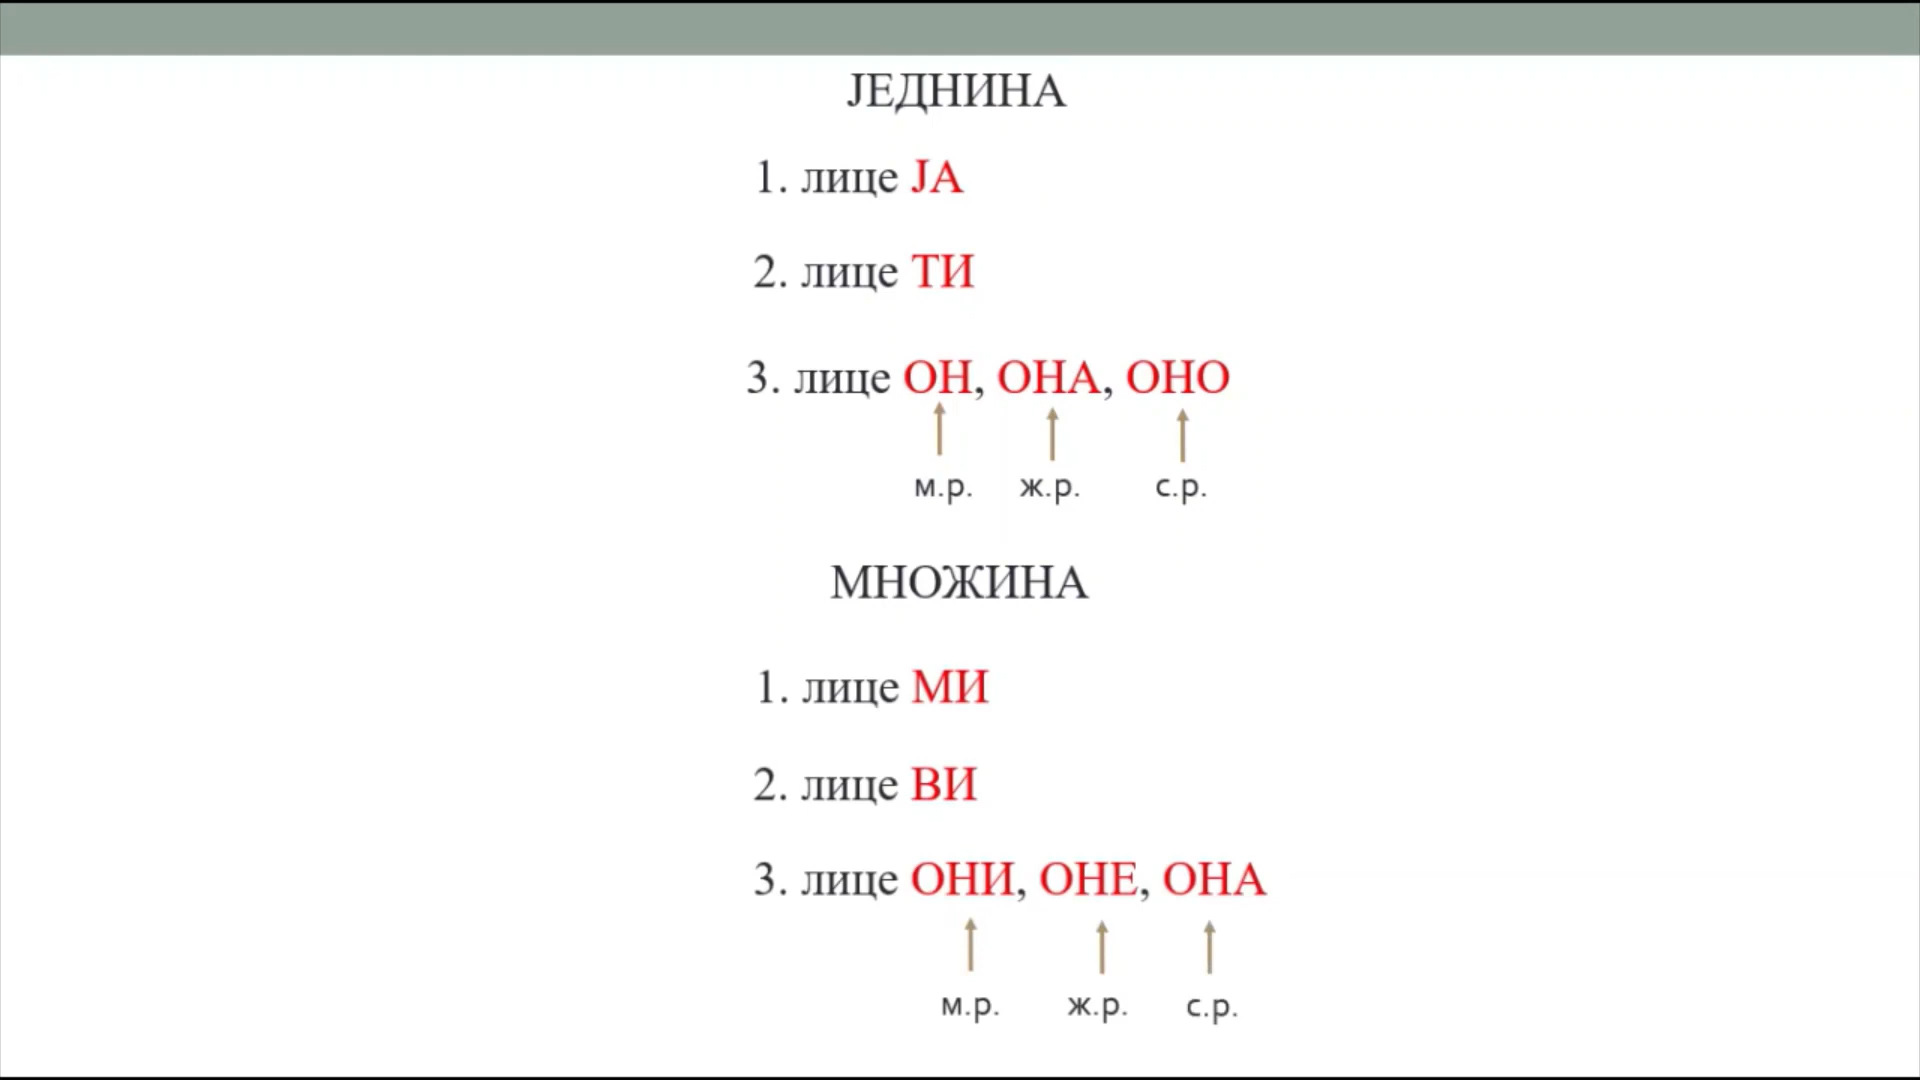 ЈЕДНИНА
1. лице ЈА
2. лице ТИ
3. лице ОН, ОНА, ОНО
м.р. ж.р. с.р.
МНОЖИНА
1. лице МИ
2. лице ВИ
3. лице ОНИ, ОНЕ, ОНА
м.р. ж.р. с.р.